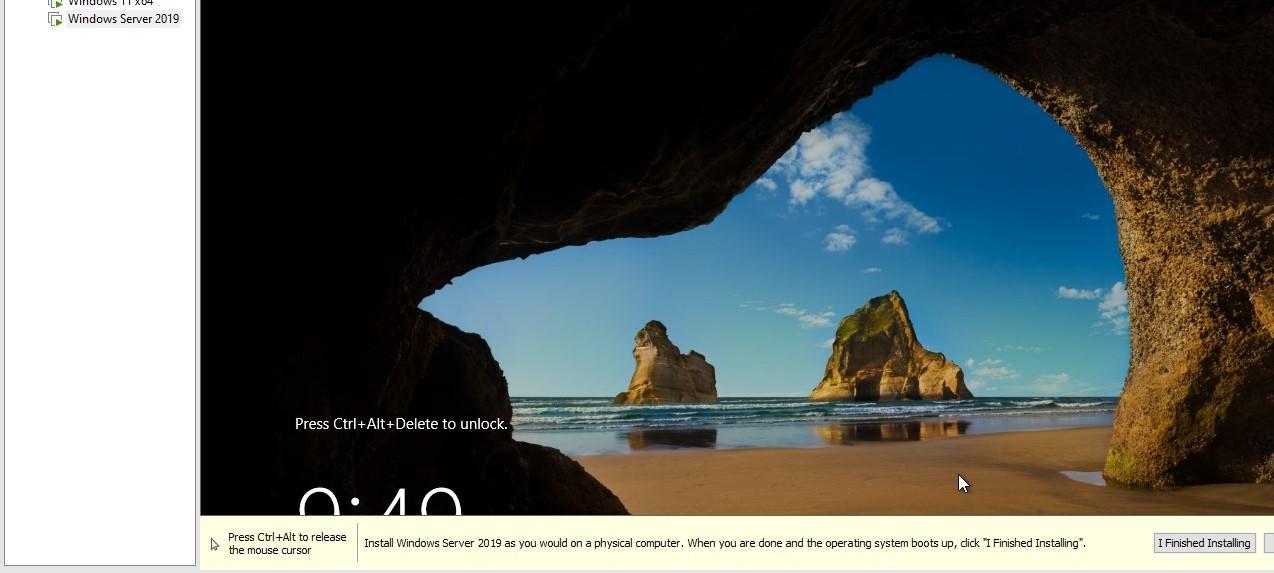 Windows 11 x64
Windows Server 2019
Press Ctrl+Alt+Delete to unlock.
9:49
Press Ctrl+Alt to release
the mouse cursor
Install Windows Server 2019 as you would on a physical computer. When you are done and the operating system boots up, click "I Finished Installing".
I Finished Installing